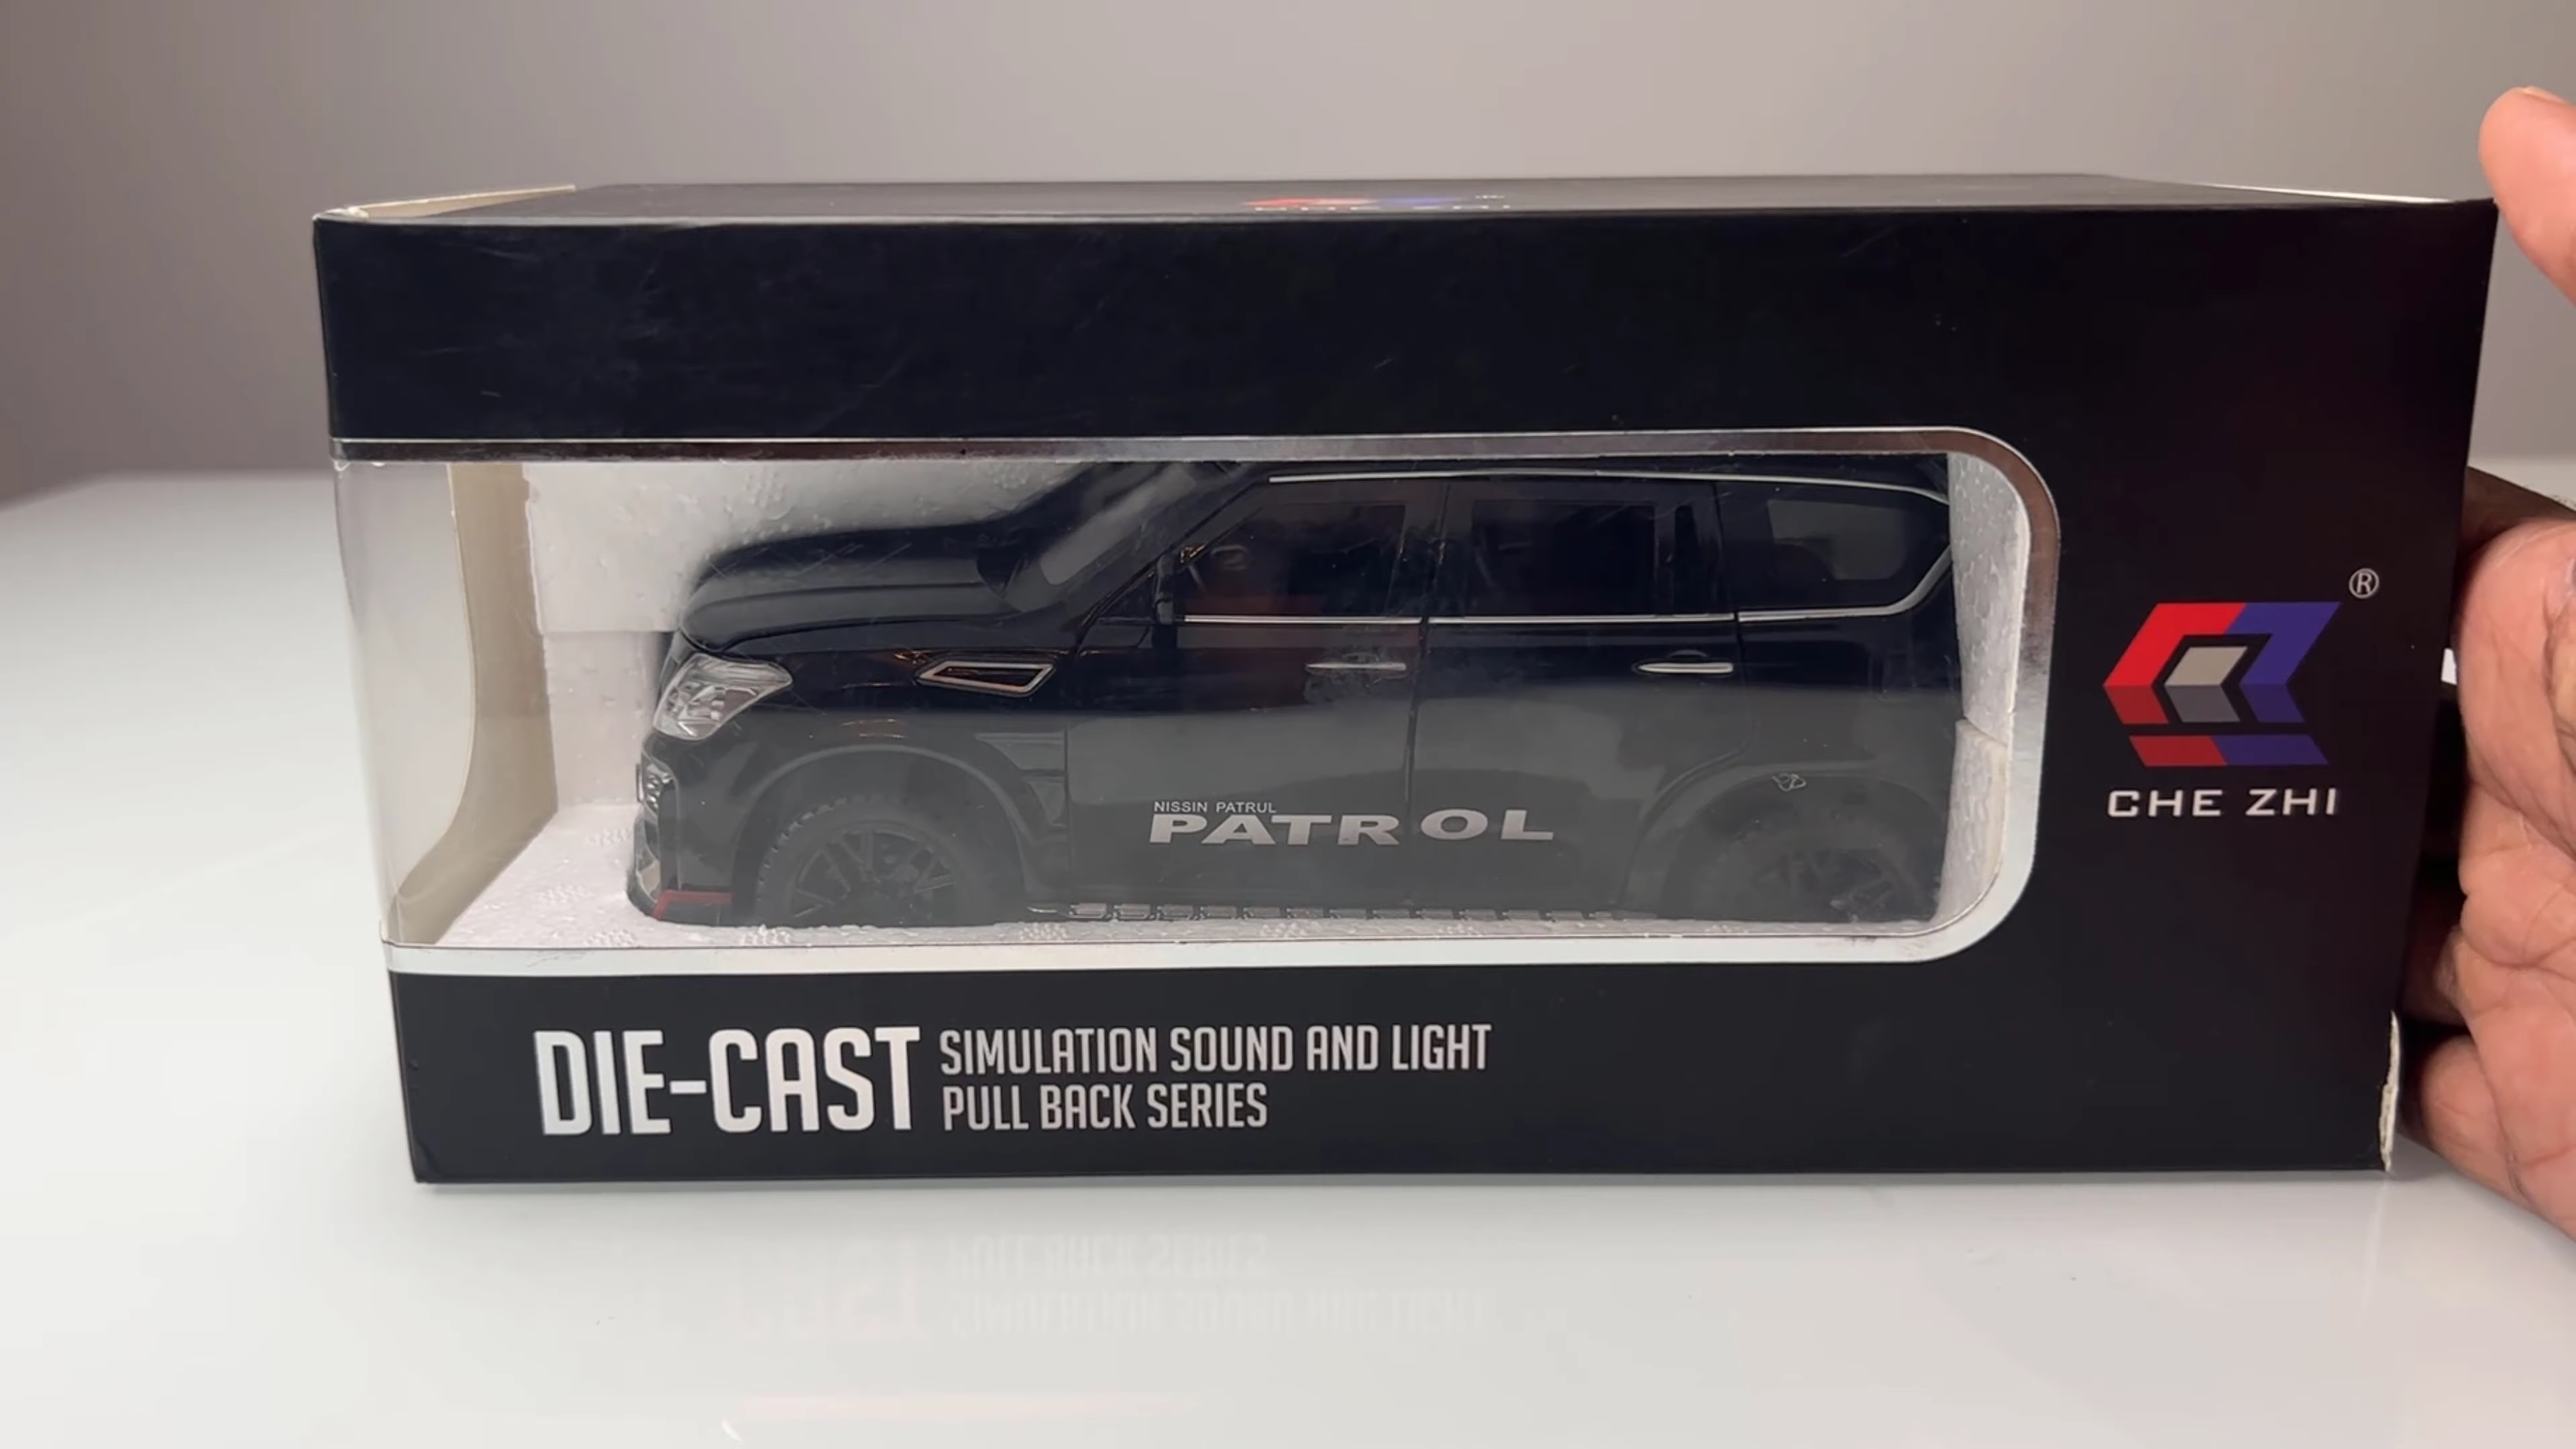 NISSIN PATRUL
PATROL
®
CHE ZHI
DIE-CAST
SIMULATION SOUND AND LIGHT
PULL BACK SERIES